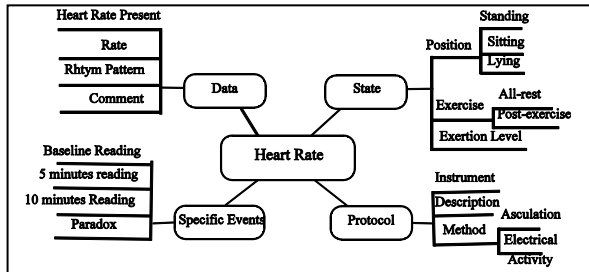 Heart Rate Present
Rate
Rhtym Pattern
Comment
Data
State
Position
Standing
Sitting
Lying
Exercise
All-rest
Post-exercise
Exertion Level
Heart Rate
Baseline Reading
5 minutes reading
10 minutes Reading
Paradox
Specific Events
Protocol
Instrument
Description
Method
Asculation
Electrical
Activity